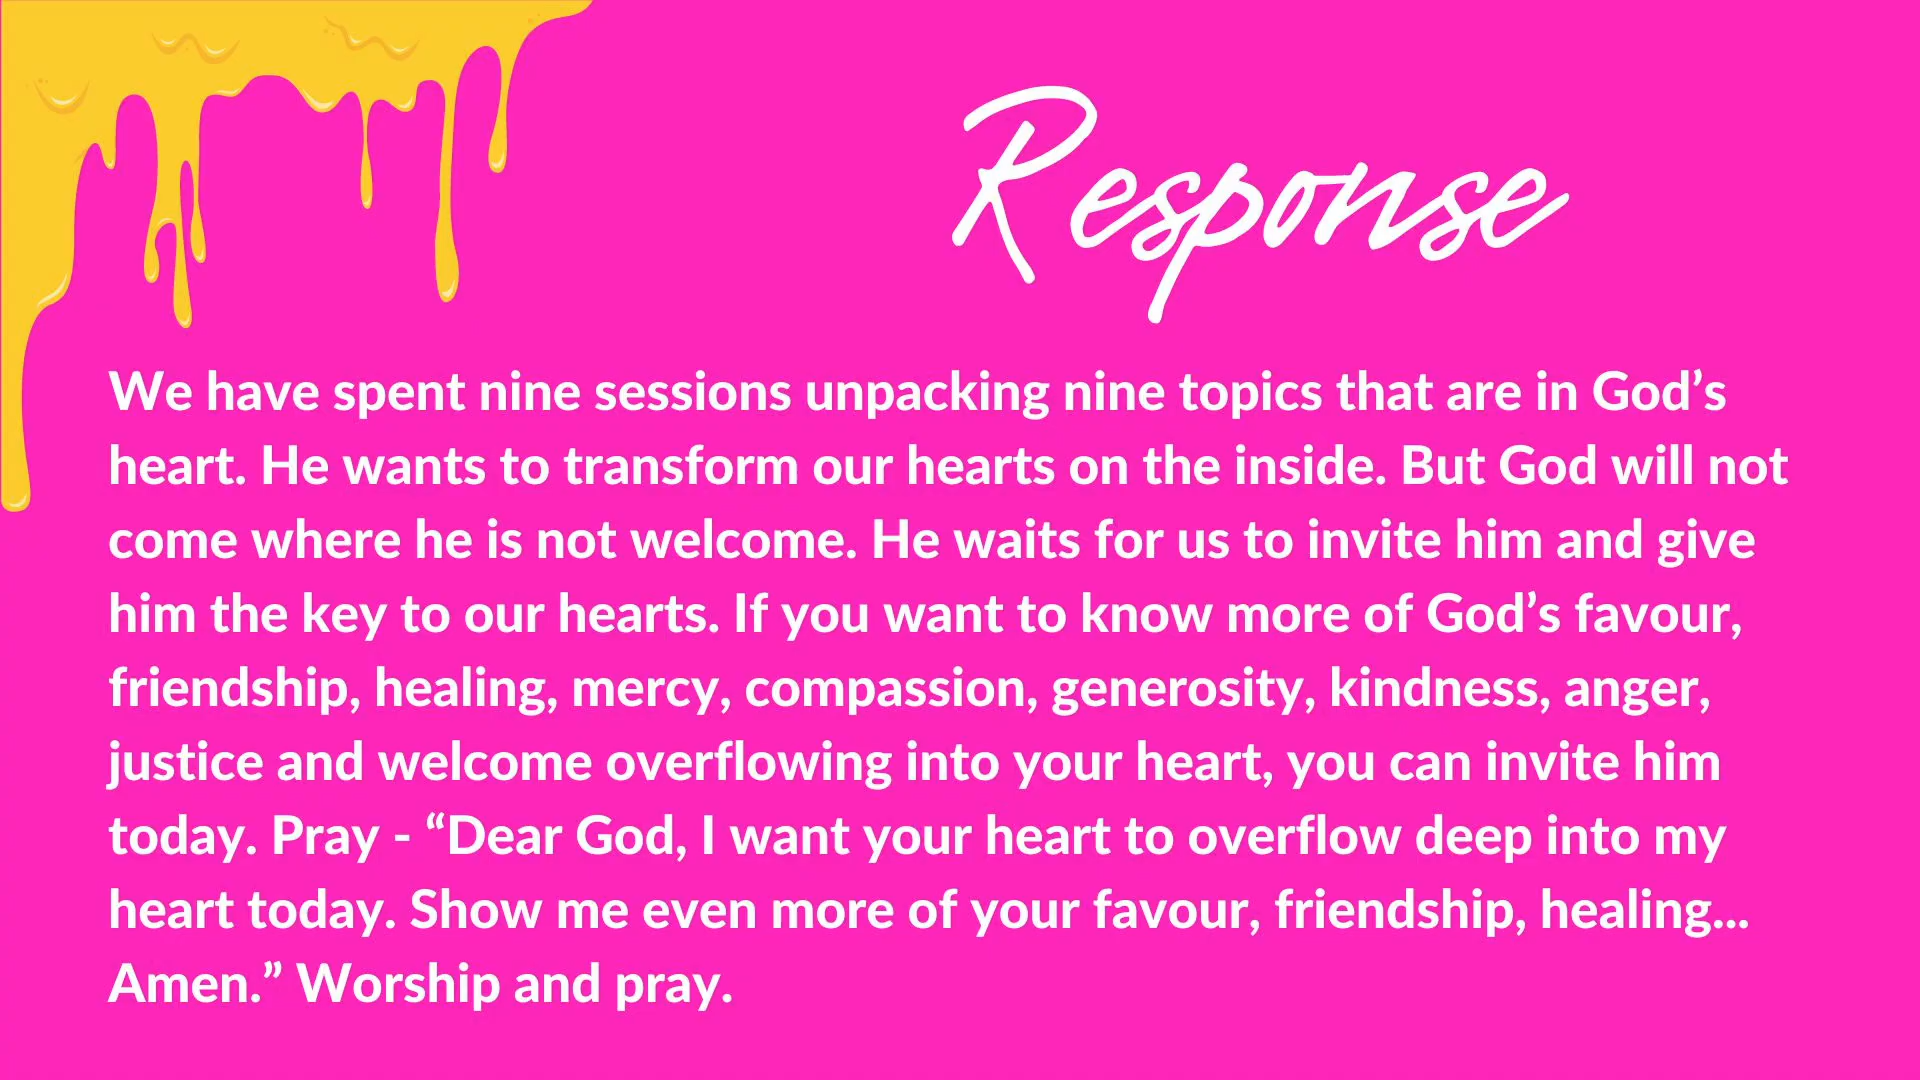 Response
We have spent nine sessions unpacking nine topics that are in God’s
heart. He wants to transform our hearts on the inside. But God will not
come where he is not welcome. He waits for us to invite him and give
him the key to our hearts. If you want to know more of God’s favour,
friendship, healing, mercy, compassion, generosity, kindness, anger,
justice and welcome overflowing into your heart, you can invite him
today. Pray - “Dear God, I want your heart to overflow deep into my
heart today. Show me even more of your favour, friendship, healing...
Amen.” Worship and pray.